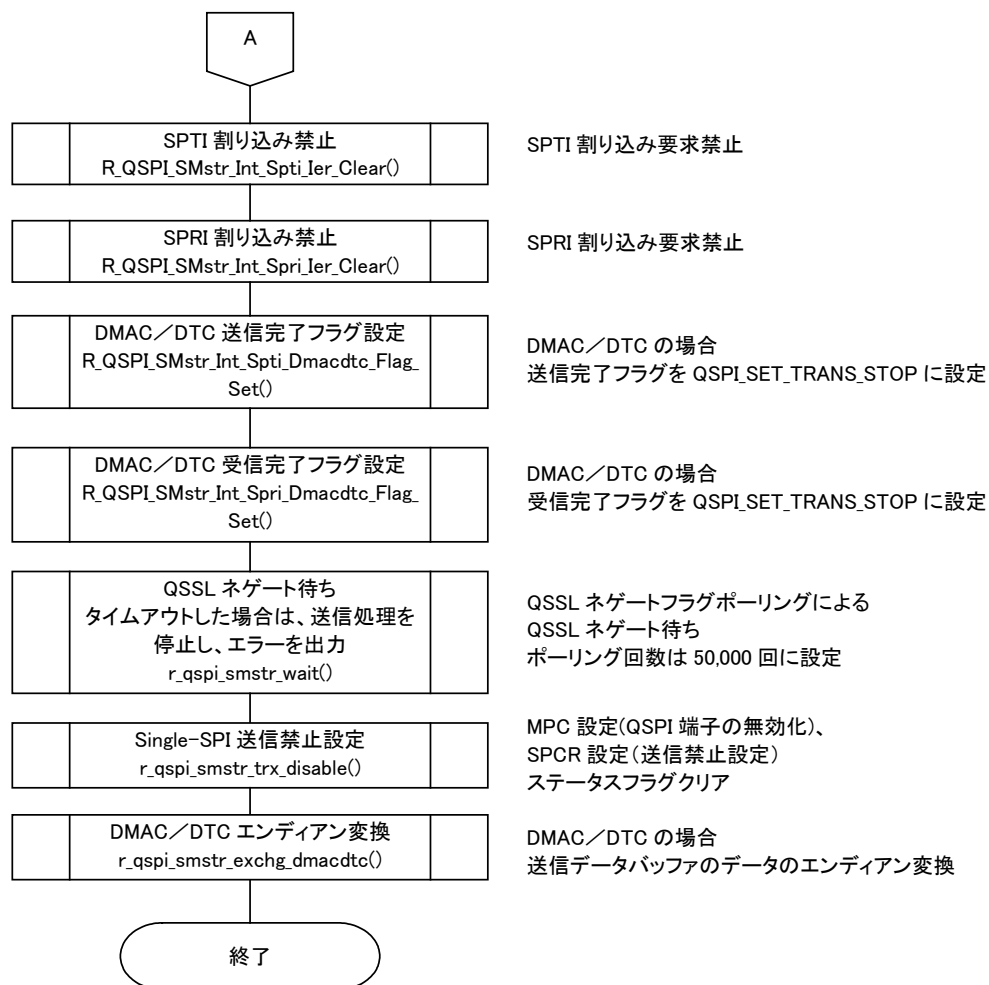 A
SPTI 割り込み禁止
R_QSPI_SMstr_Int_Spti_Ier_Clear()
SPTI 割り込み要求禁止
SPRI 割り込み禁止
R_QSPI_SMstr_Int_Spri_Ier_Clear()
SPRI 割り込み要求禁止
DMAC／DTC 送信完了フラグ設定
R_QSPI_SMstr_Int_Spti_Dmacdtc_Flag_
Set()
DMAC／DTC の場合
送信完了フラグを QSPI_SET_TRANS_STOP に設定
DMAC／DTC 受信完了フラグ設定
R_QSPI_SMstr_Int_Spri_Dmacdtc_Flag_
Set()
DMAC／DTC の場合
受信完了フラグを QSPI_SET_TRANS_STOP に設定
QSSL ネゲート待ち
タイムアウトした場合は、送信処理を
停止し、エラーを出力
r_qspi_smstr_wait()
QSSL ネゲートフラグポーリングによる
QSSL ネゲート待ち
ポーリング回数は 50,000 回に設定
Single-SPI 送信禁止設定
r_qspi_smstr_trx_disable()
MPC 設定(QSPI 端子の無効化)、
SPCR 設定（送信禁止設定）
ステータスフラグクリア
DMAC／DTC エンディアン変換
r_qspi_smstr_exchg_dmacdtc()
DMAC／DTC の場合
送信データバッファのデータのエンディアン変換
終了